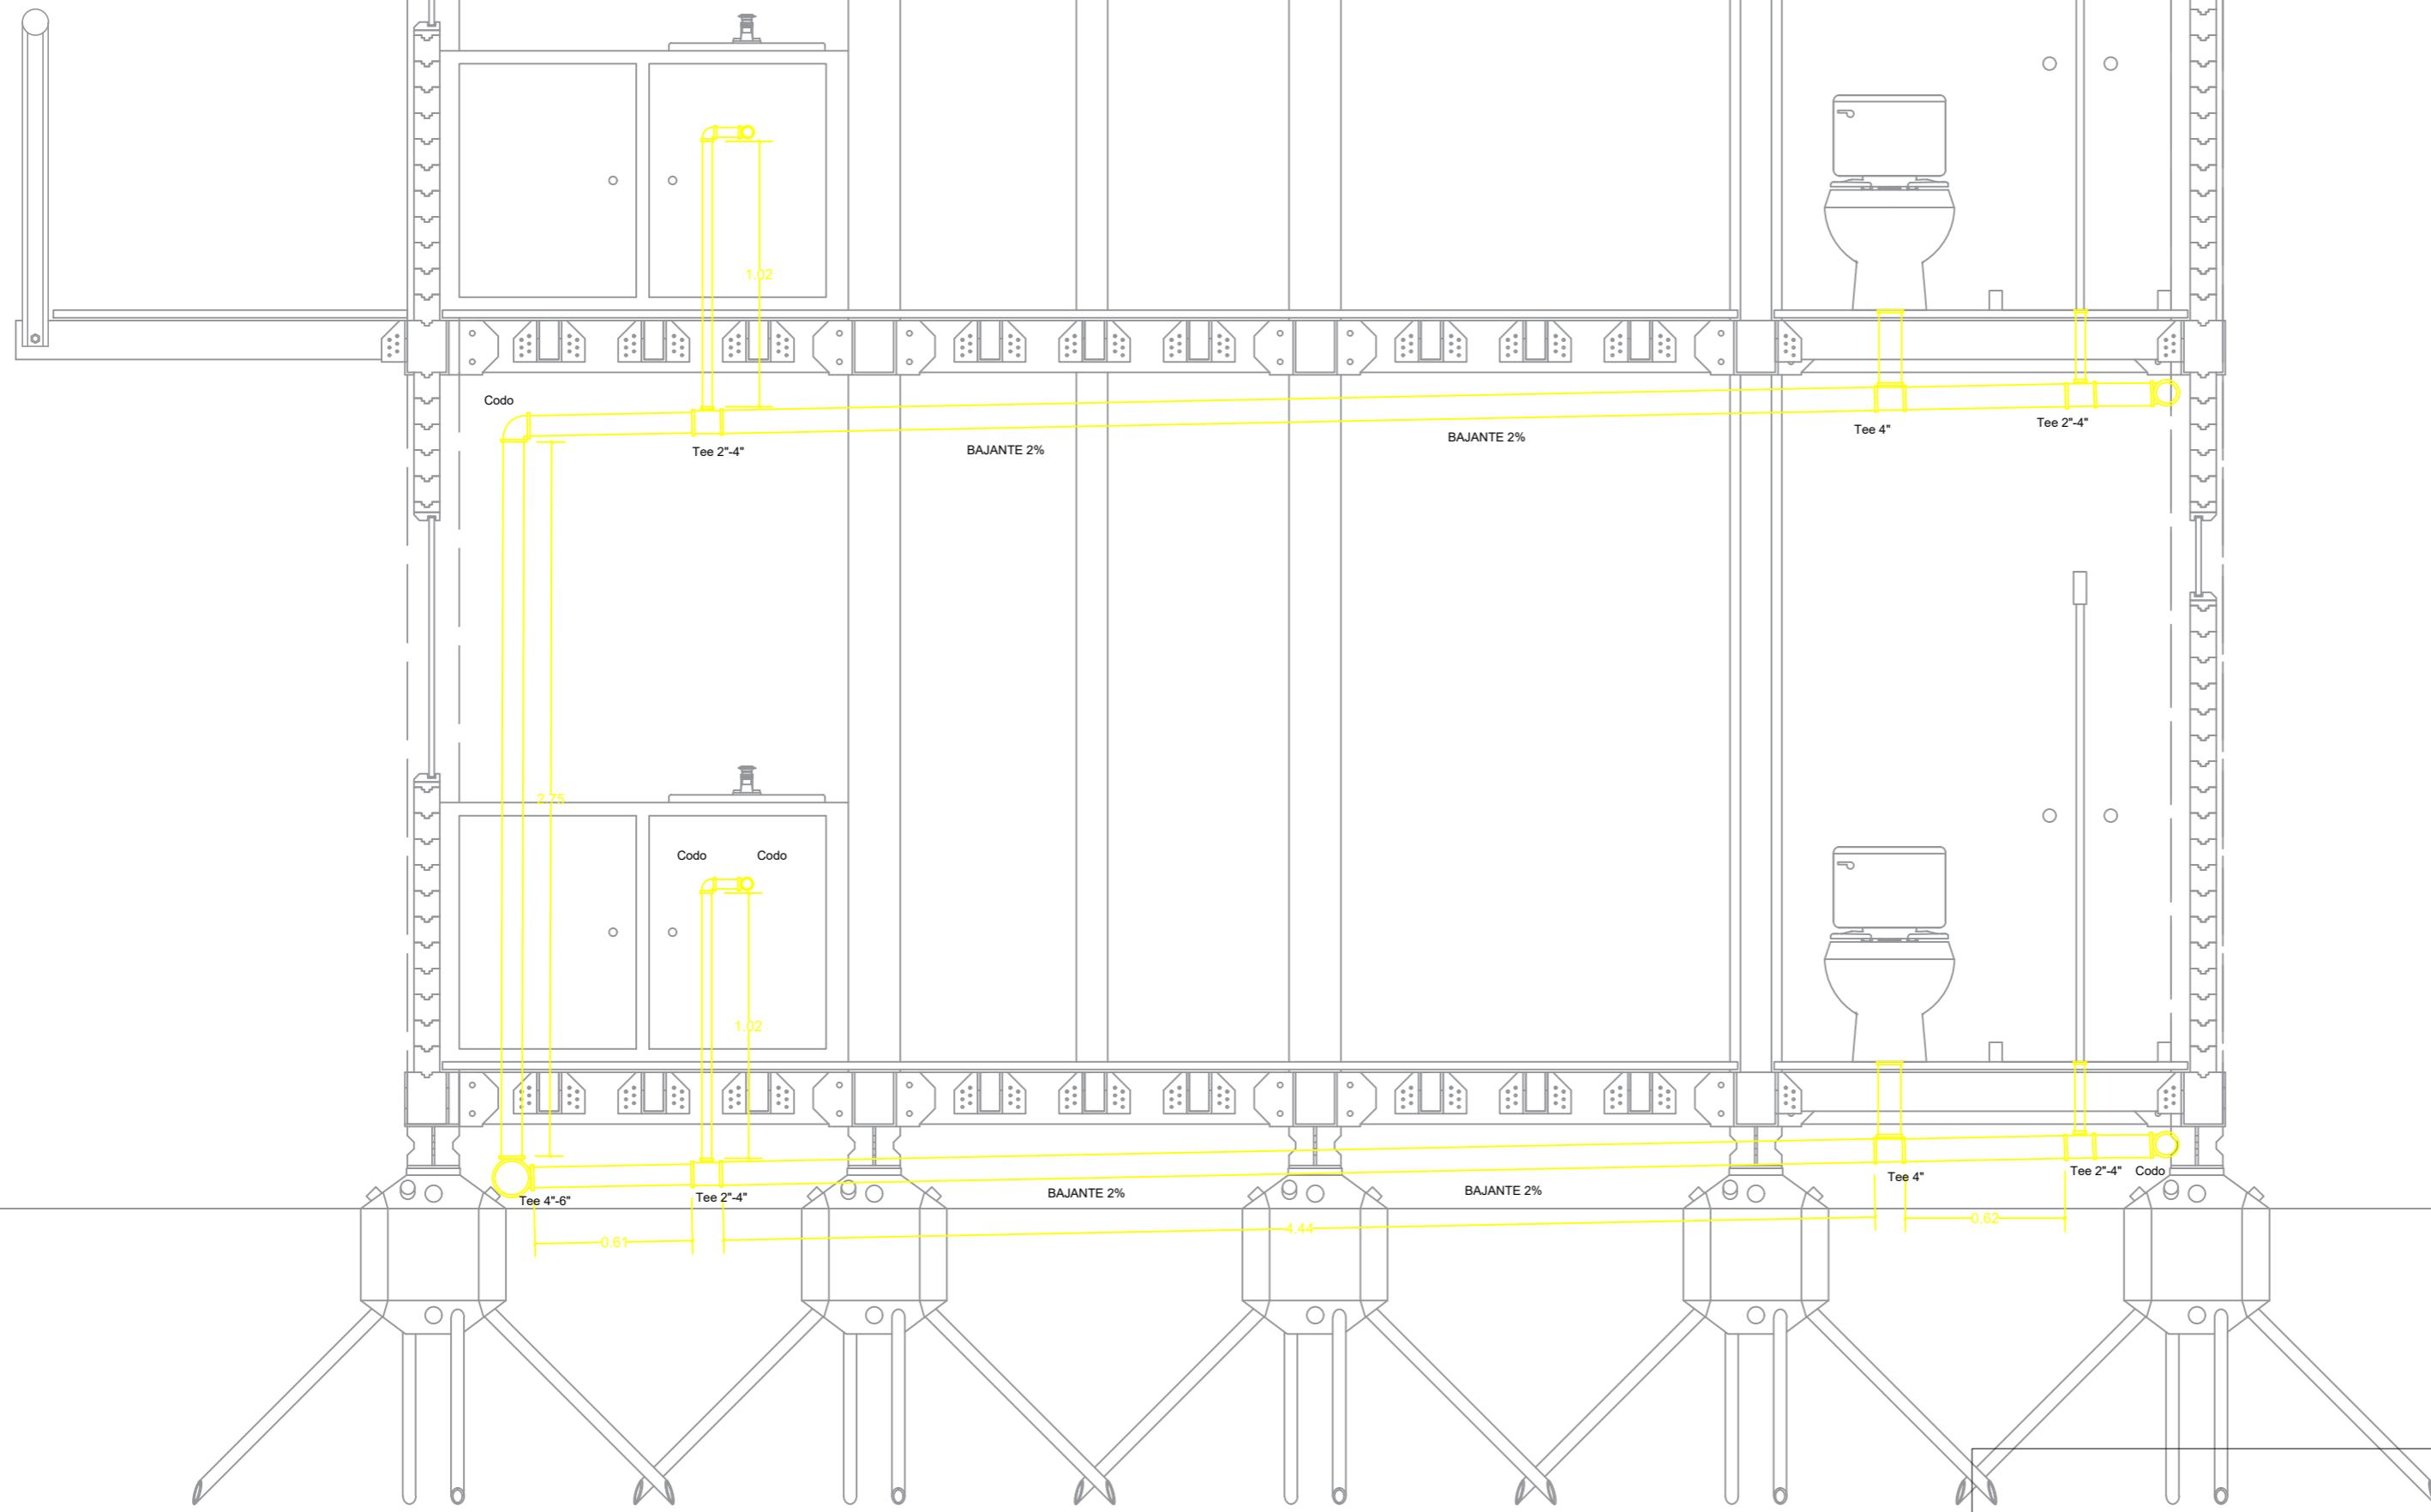 1.02
Codo
Tee 2"-4"
BAJANTE 2%
BAJANTE 2%
Tee 4"
Tee 2"-4"
2.75
Codo
Codo
1.02
Tee 4"-6"
Tee 2"-4"
BAJANTE 2%
BAJANTE 2%
Tee 4"
Tee 2"-4"
Codo
0.61
4.44
0.62